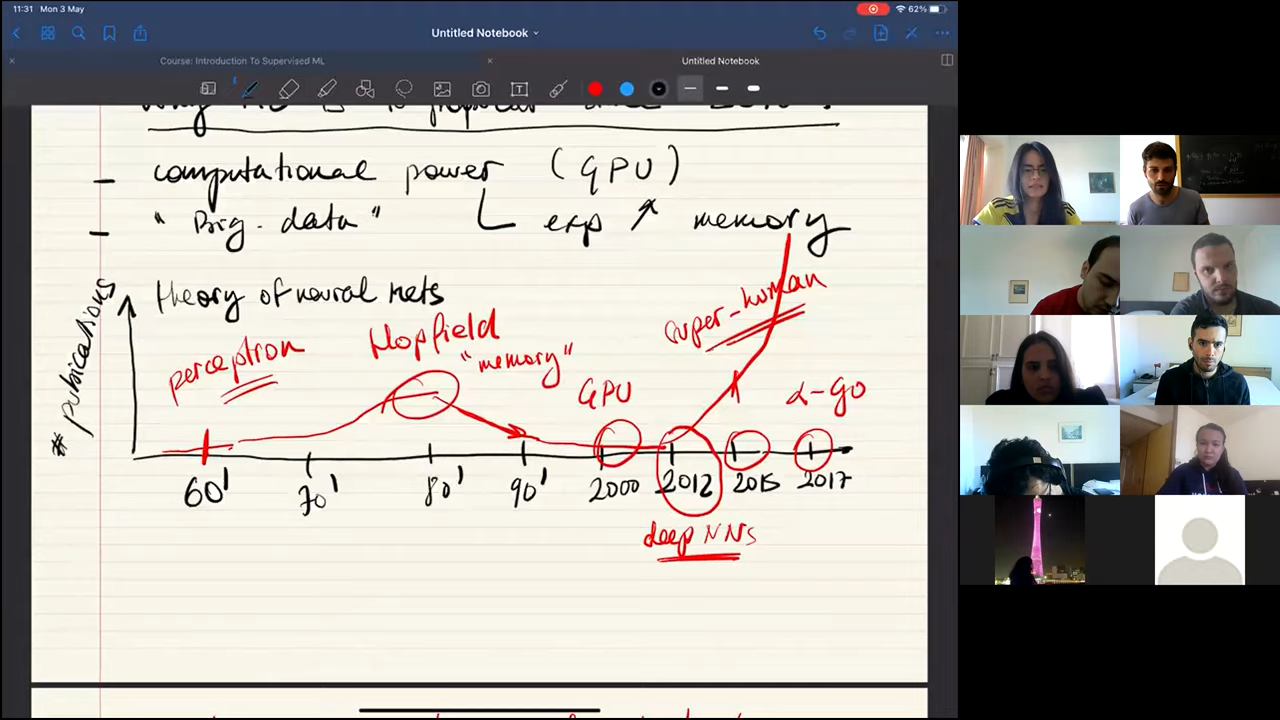 11:31 Mon 3 May
62%
Untitled Notebook
Course: Introduction To Supervised ML
Untitled Notebook
computational power (GPU)
"Big-data" exp ↗ memory
theory of neural nets
# publications
super-human
perceptron
Hopfield
"memory"
GPU
α-GO
60' 70' 80' 90' 2000 2012 2015 2017
deep NNs